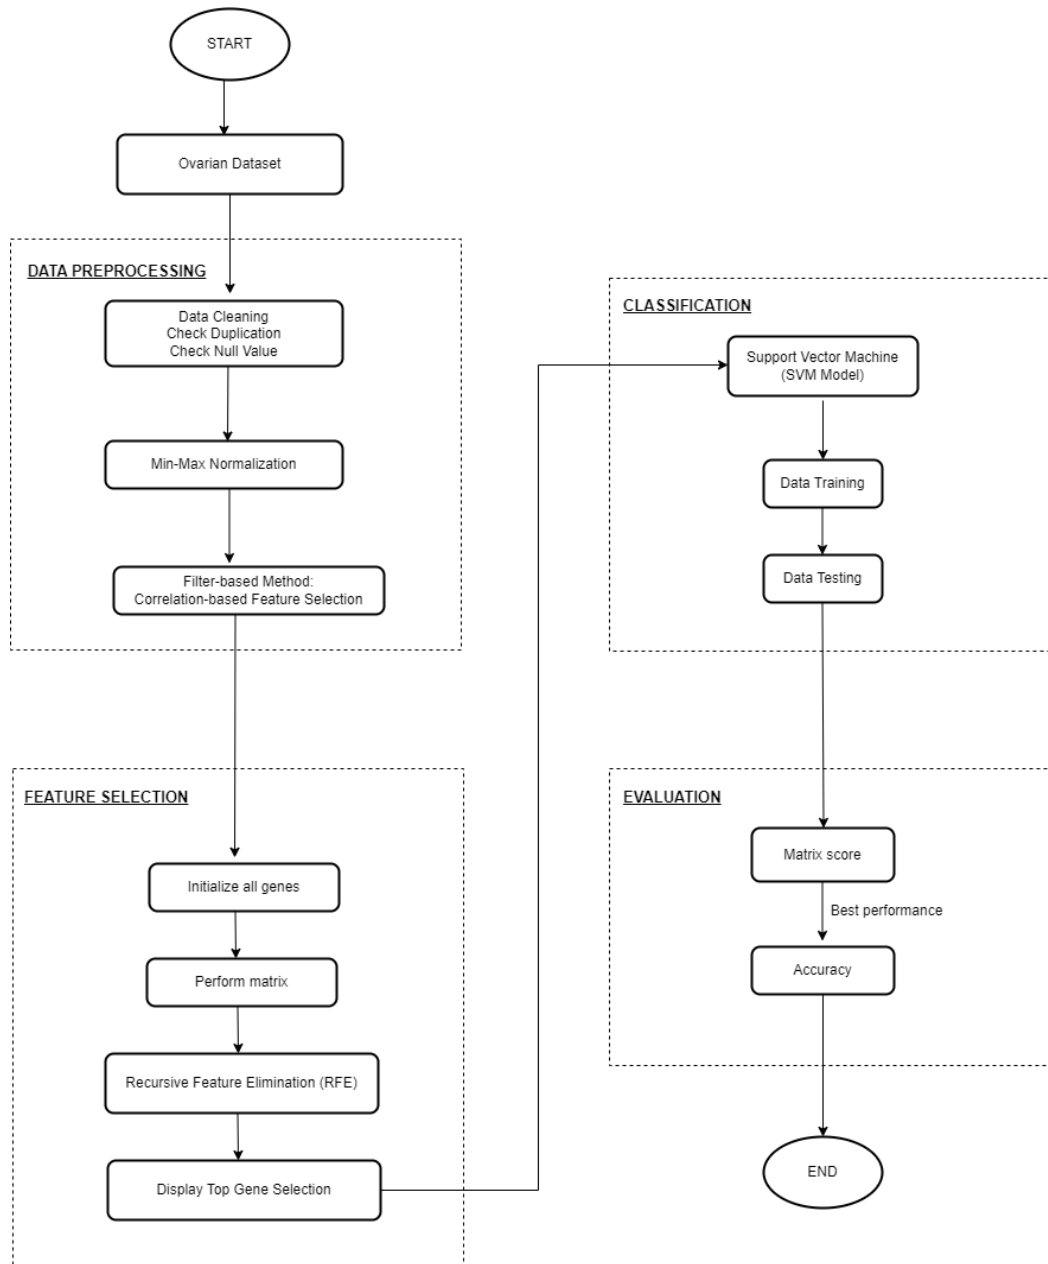 START
Ovarian Dataset
DATA PREPROCESSING
Data Cleaning
Check Duplication
Check Null Value
Min-Max Normalization
Filter-based Method:
Correlation-based Feature Selection
FEATURE SELECTION
Initialize all genes
Perform matrix
Recursive Feature Elimination (RFE)
Display Top Gene Selection
CLASSIFICATION
Support Vector Machine
(SVM Model)
Data Training
Data Testing
EVALUATION
Matrix score
Best performance
Accuracy
END